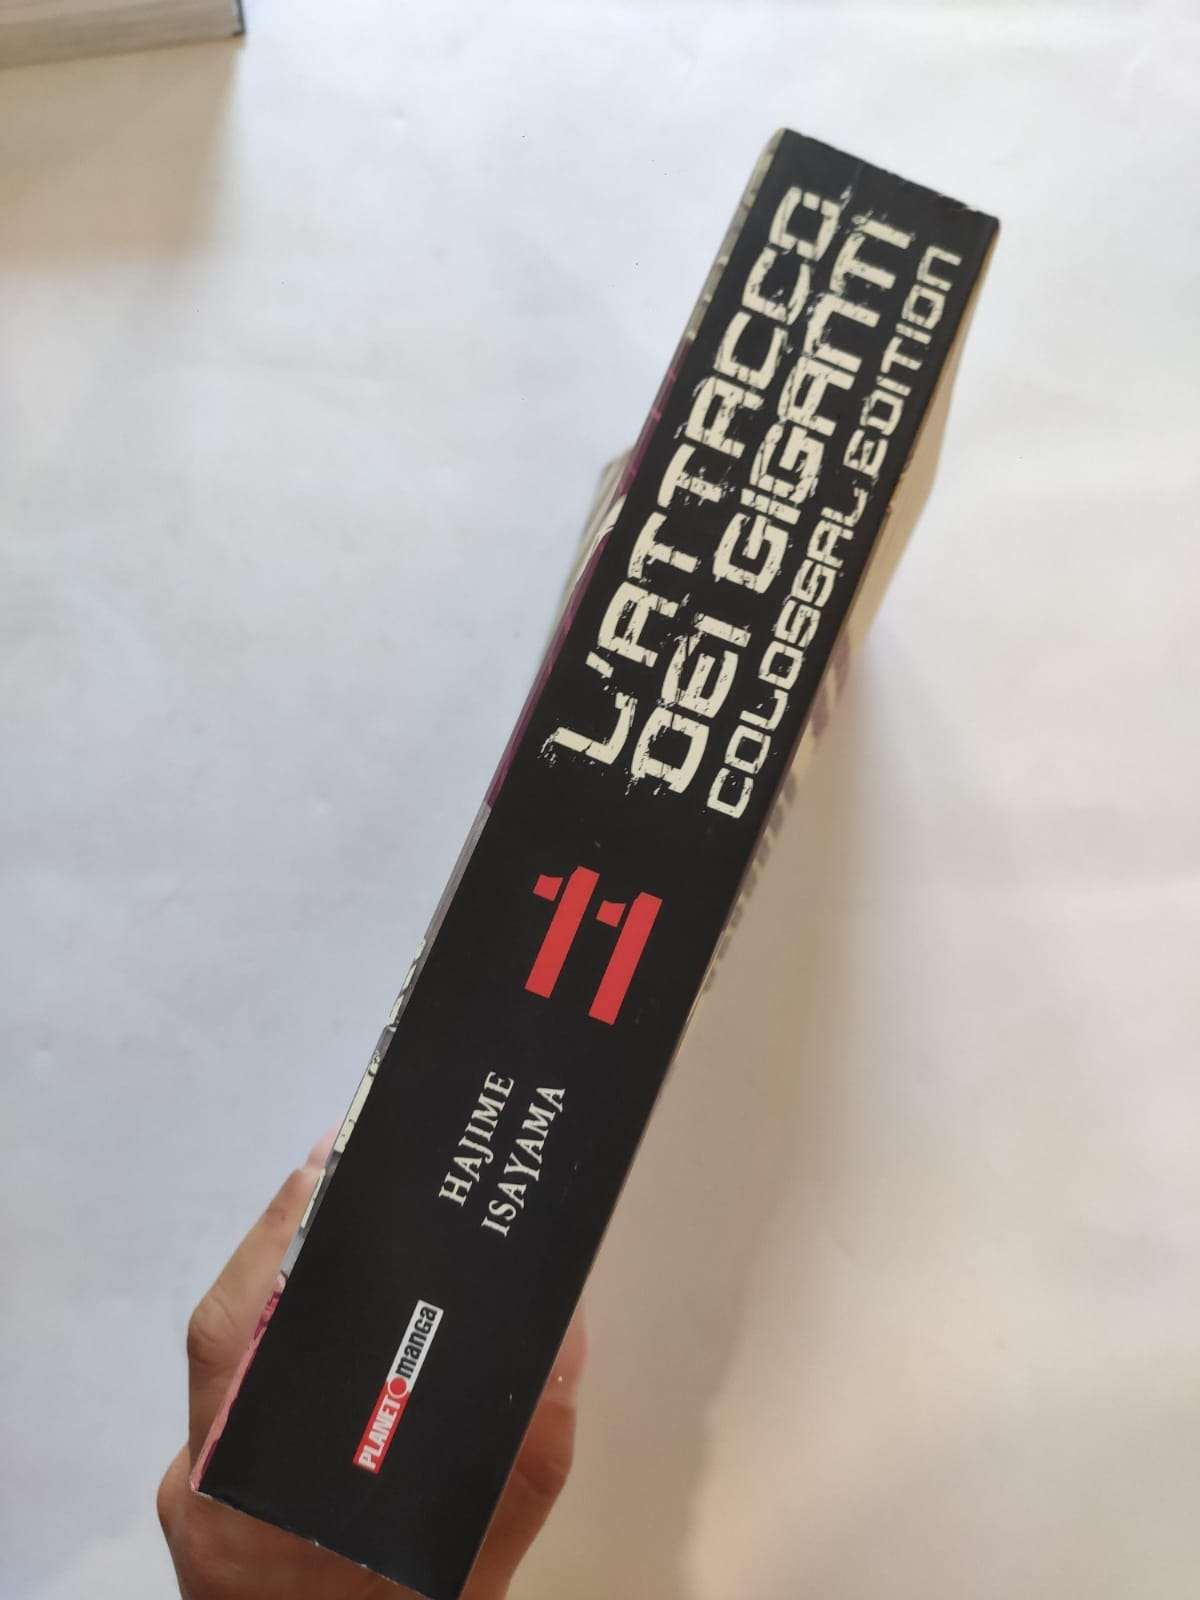 L'ATTACCO
DEI GIGANTI
COLOSSAL EDITION
11
HAJIME
ISAYAMA
PLANET manga